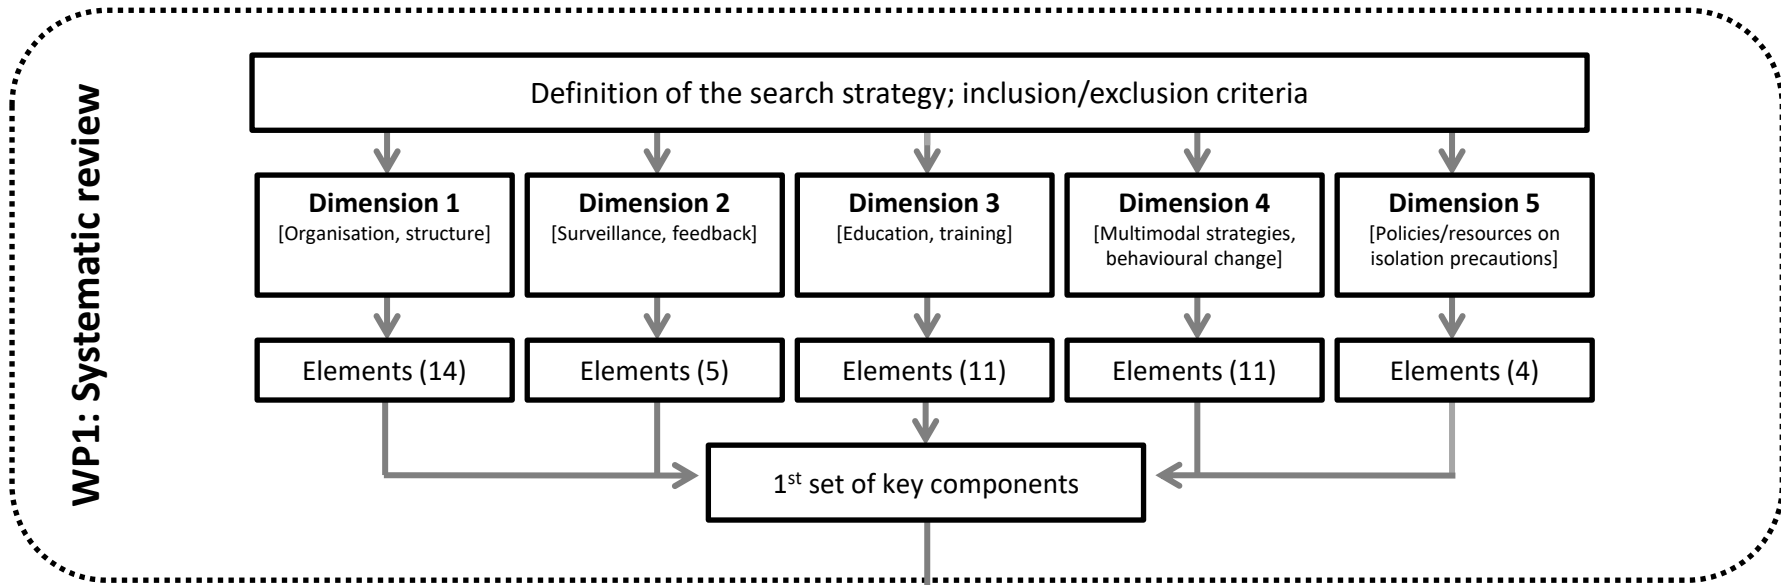 WP1: Systematic review
Definition of the search strategy; inclusion/exclusion criteria
Dimension 1
[Organisation, structure]
Dimension 2
[Surveillance, feedback]
Dimension 3
[Education, training]
Dimension 4
[Multimodal strategies,
behavioural change]
Dimension 5
[Policies/resources on
isolation precautions]
Elements (14)
Elements (5)
Elements (11)
Elements (11)
Elements (4)
1st set of key components